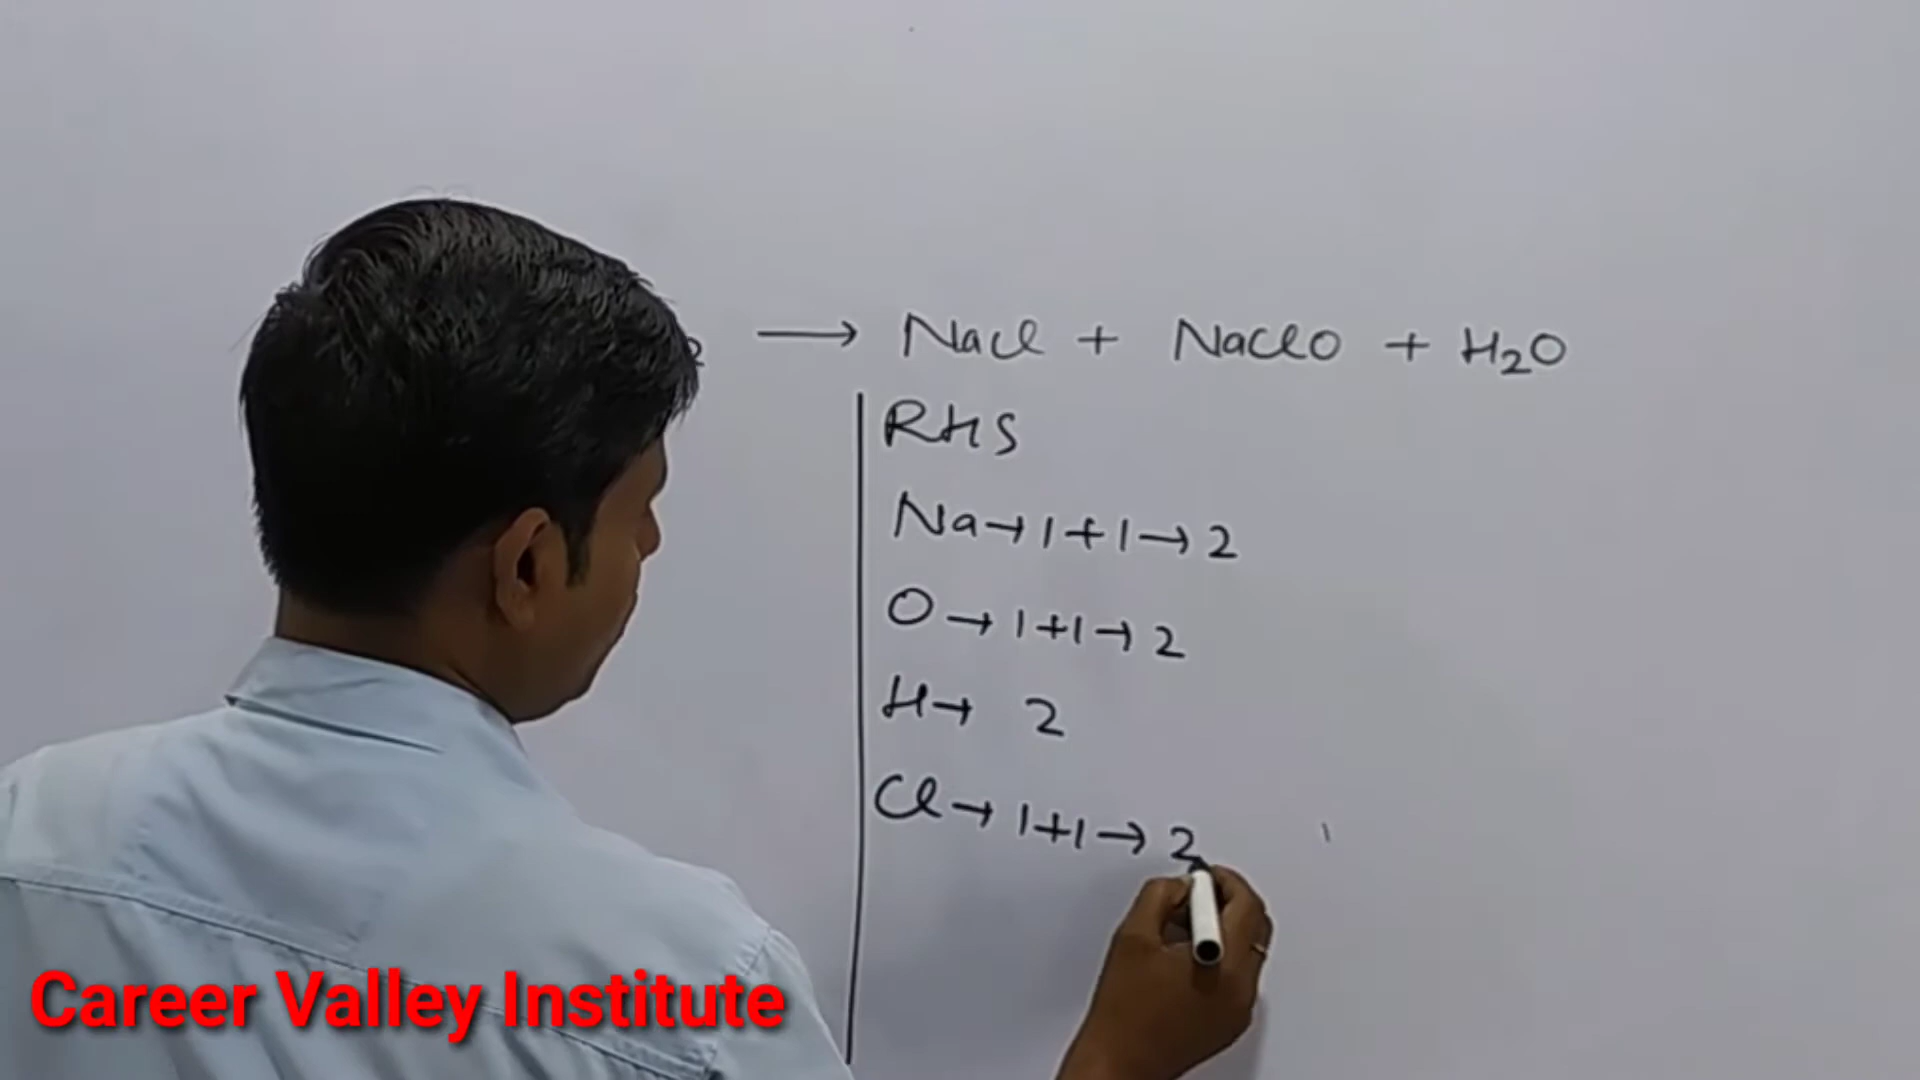 2 → NaCl + NaClO + H2O
RHS
Na → 1 + 1 → 2
O → 1+1 → 2
H → 2
Cl → 1+1 → 2
Career Valley Institute